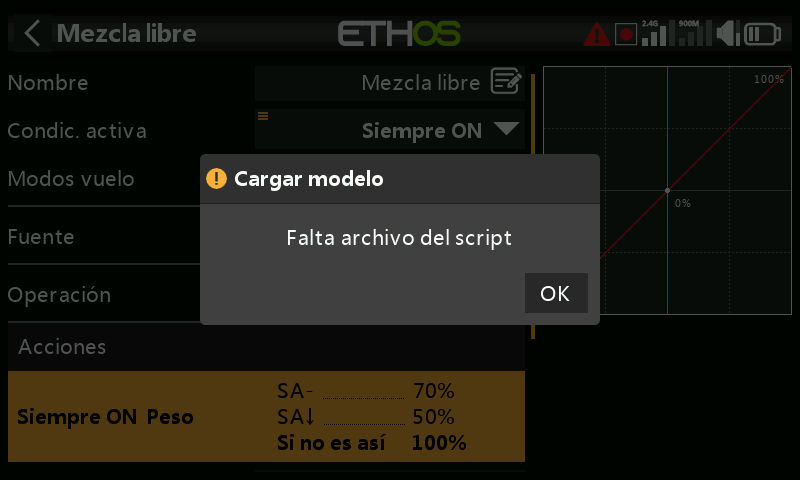 Mezcla libre
ETHOS
2.4G
900M
Nombre
Mezcla libre
100%
Condic. activa
Siempre ON
Modos vuelo
! Cargar modelo
0%
Fuente
Falta archivo del script
Operación
OK
Acciones
Siempre ON Peso
SA- 70%
SA↓ 50%
Si no es así 100%